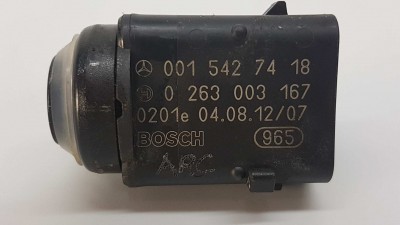 001 542 74 18
0 263 003 167
0201e 04.08.12/07
BOSCH 965